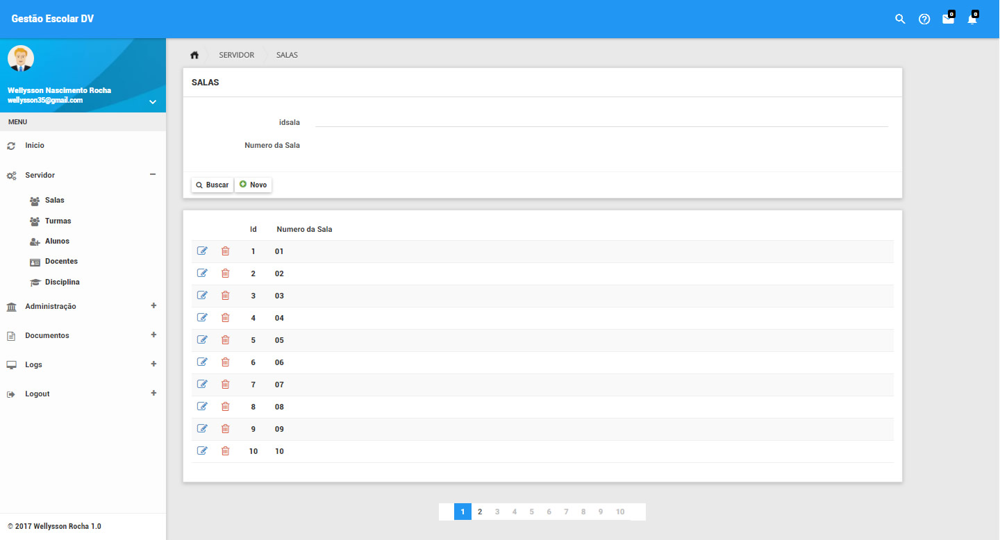 Gestão Escolar DV
0 0
Wellysson Nascimento Rocha
wellysson35@gmail.com
MENU
Inicio
Servidor
Salas
Turmas
Alunos
Docentes
Disciplina
Administração
Documentos
Logs
Logout
© 2017 Wellysson Rocha 1.0
SERVIDOR SALAS
SALAS
idsala
Numero da Sala
Buscar Novo
Id Numero da Sala
1 01
2 02
3 03
4 04
5 05
6 06
7 07
8 08
9 09
10 10
1 2 3 4 5 6 7 8 9 10